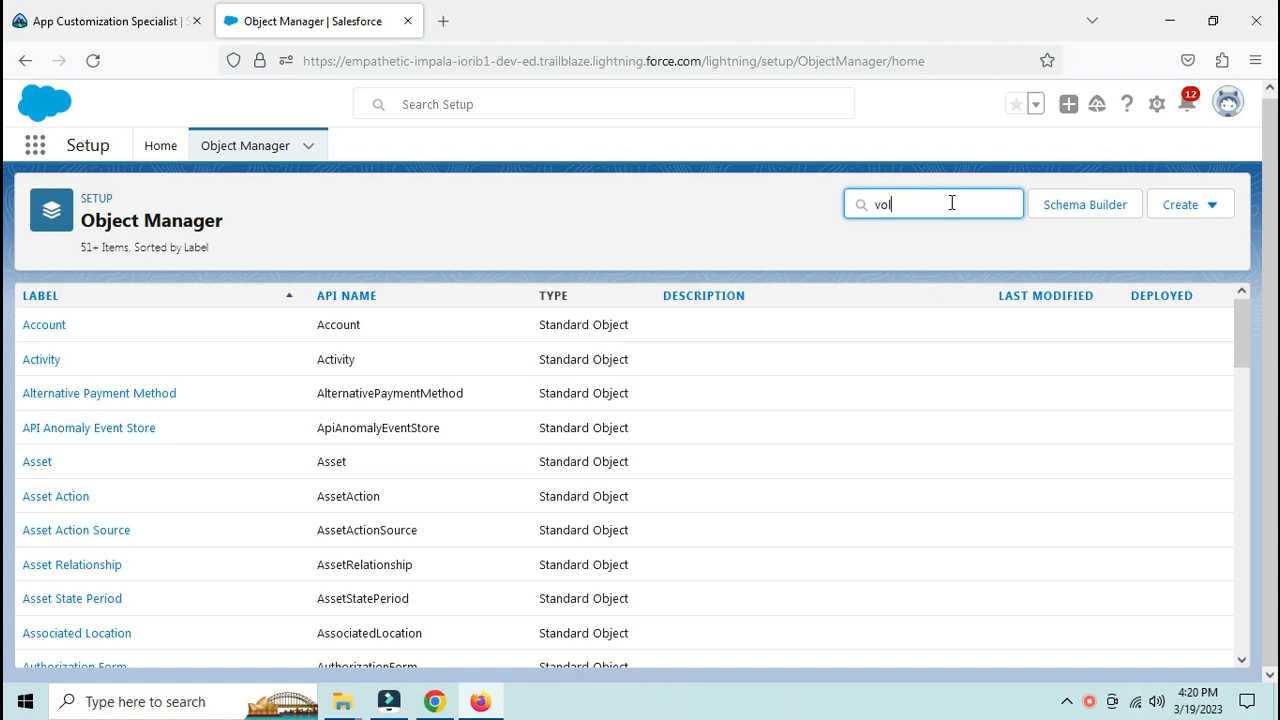 App Customization Specialist | S
Object Manager | Salesforce
https://empathetic-impala-iorib1-dev-ed.trailblaze.lightning.force.com/lightning/setup/ObjectManager/home
Search Setup
12
Setup
Home
Object Manager
SETUP
Object Manager
51+ Items, Sorted by Label
vol
Schema Builder
Create
LABEL API NAME TYPE DESCRIPTION LAST MODIFIED DEPLOYED
Account Account Standard Object
Activity Activity Standard Object
Alternative Payment Method AlternativePaymentMethod Standard Object
API Anomaly Event Store ApiAnomalyEventStore Standard Object
Asset Asset Standard Object
Asset Action AssetAction Standard Object
Asset Action Source AssetActionSource Standard Object
Asset Relationship AssetRelationship Standard Object
Asset State Period AssetStatePeriod Standard Object
Associated Location AssociatedLocation Standard Object
Authorization Form AuthorizationForm Standard Object
Type here to search
4:20 PM
3/19/2023